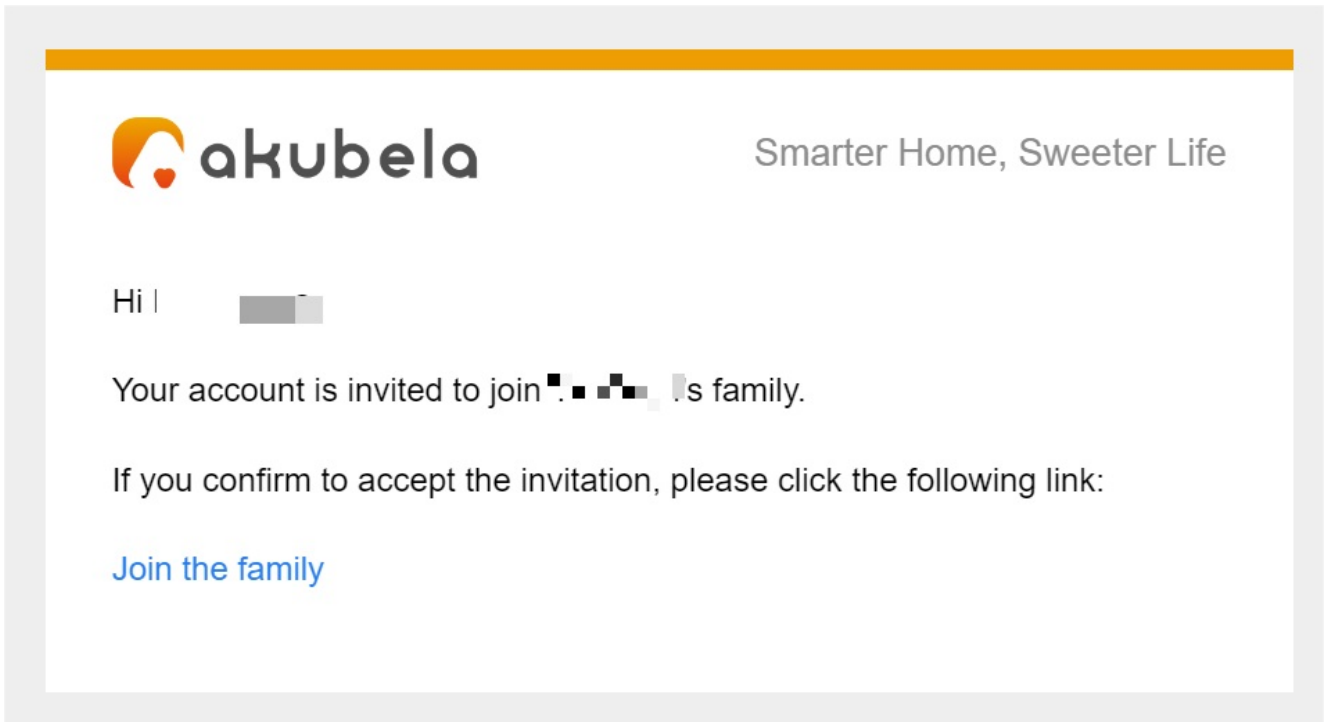 akubela
Smarter Home, Sweeter Life
Hi
Your account is invited to join 's family.
If you confirm to accept the invitation, please click the following link:
Join the family